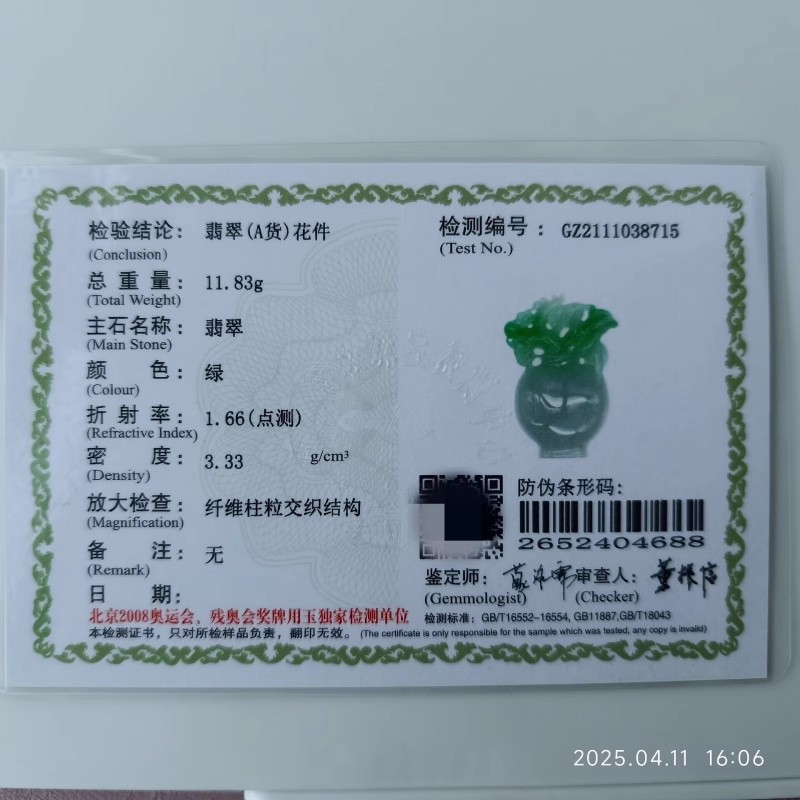 检验结论： 翡翠(A货)花件
(Conclusion)
总重量： 11.83g
(Total Weight)
主石名称： 翡翠
(Main Stone)
颜 色： 绿
(Colour)
折射率： 1.66(点测)
(Refractive Index)
密 度： 3.33 g/cm³
(Density)
放大检查： 纤维柱粒交织结构
(Magnification)
备 注： 无
(Remark)
日 期：
北京2008奥运会、残奥会奖牌用玉独家检测单位
本检测证书，只对所检样品负责，翻印无效。 (The certificate is only responsible for the sample which was tested, any copy is invalid)
检测编号： GZ2111038715
(Test No.)
防伪条形码：
2652404688
鉴定师： 审查人：
(Gemmologist) (Checker)
检测标准：GB/T16552-16554, GB11887,GB/T18043
2025.04.11 16:06